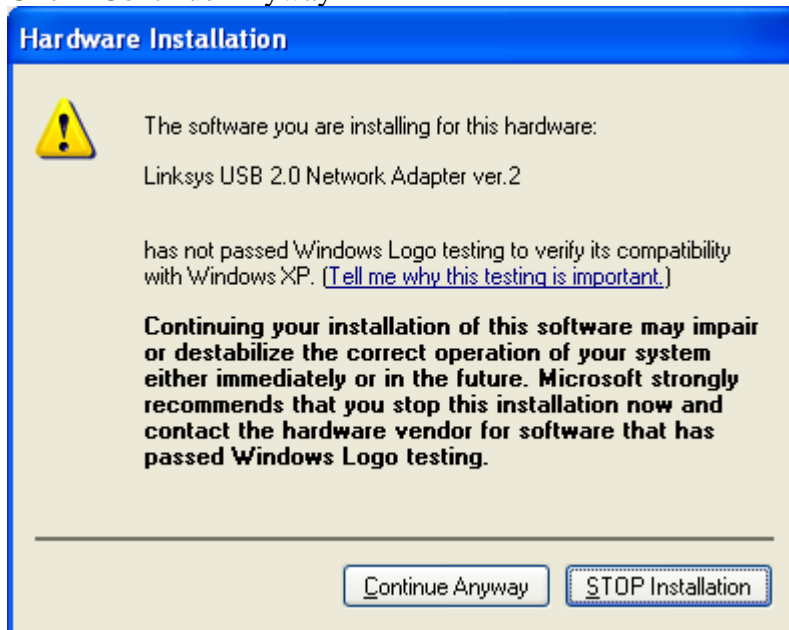 Hardware Installation
The software you are installing for this hardware:
Linksys USB 2.0 Network Adapter ver.2
has not passed Windows Logo testing to verify its compatibility
with Windows XP. (Tell me why this testing is important.)
Continuing your installation of this software may impair
or destabilize the correct operation of your system
either immediately or in the future. Microsoft strongly
recommends that you stop this installation now and
contact the hardware vendor for software that has
passed Windows Logo testing.
Continue Anyway
STOP Installation